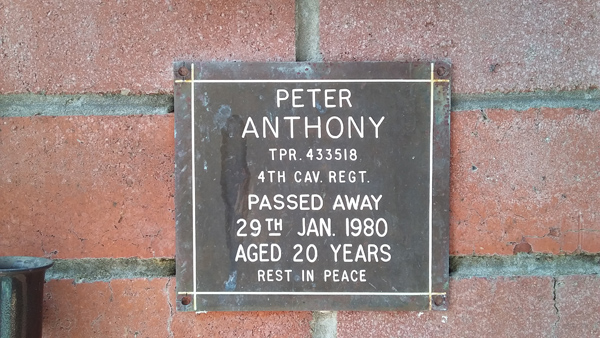 PETER
ANTHONY
TPR. 433518
4TH CAV. REGT.
PASSED AWAY
29TH JAN. 1980
AGED 20 YEARS
REST IN PEACE